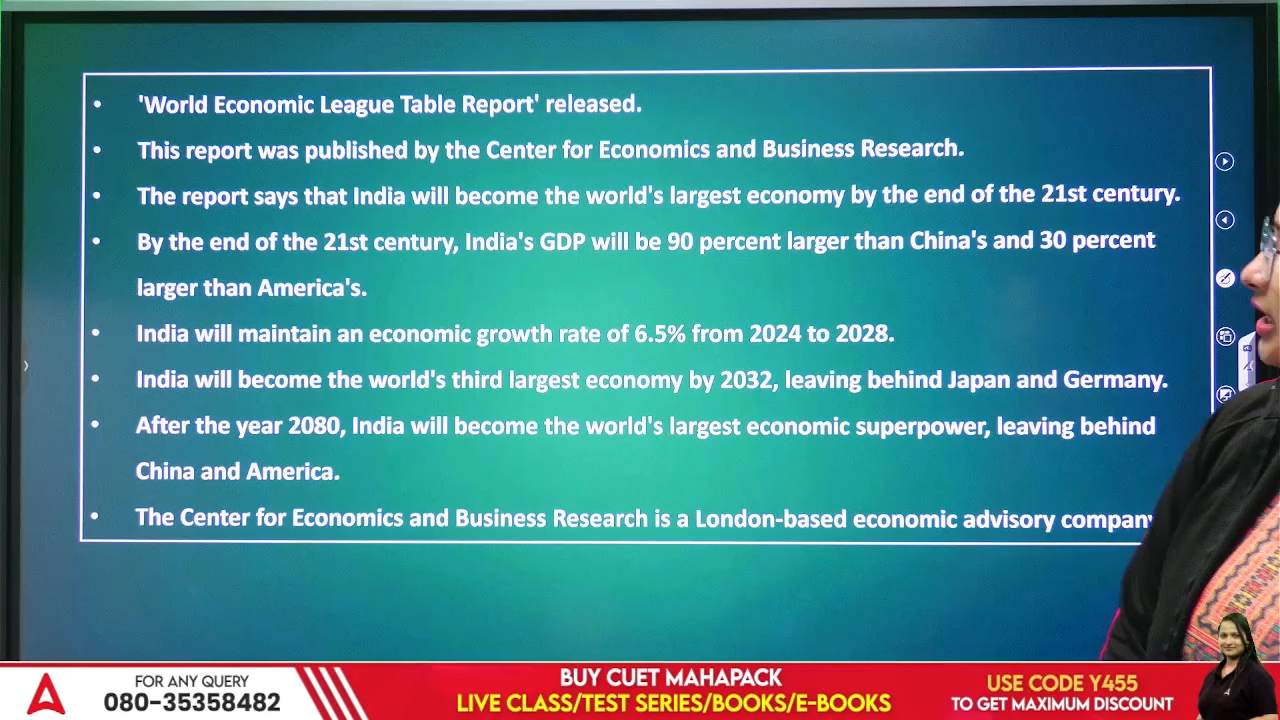 • 'World Economic League Table Report' released.
• This report was published by the Center for Economics and Business Research.
• The report says that India will become the world's largest economy by the end of the 21st century.
• By the end of the 21st century, India's GDP will be 90 percent larger than China's and 30 percent
larger than America's.
• India will maintain an economic growth rate of 6.5% from 2024 to 2028.
• India will become the world's third largest economy by 2032, leaving behind Japan and Germany.
• After the year 2080, India will become the world's largest economic superpower, leaving behind
China and America.
• The Center for Economics and Business Research is a London-based economic advisory company
FOR ANY QUERY
080-35358482
BUY CUET MAHAPACK
LIVE CLASS/TEST SERIES/BOOKS/E-BOOKS
USE CODE Y455
TO GET MAXIMUM DISCOUNT